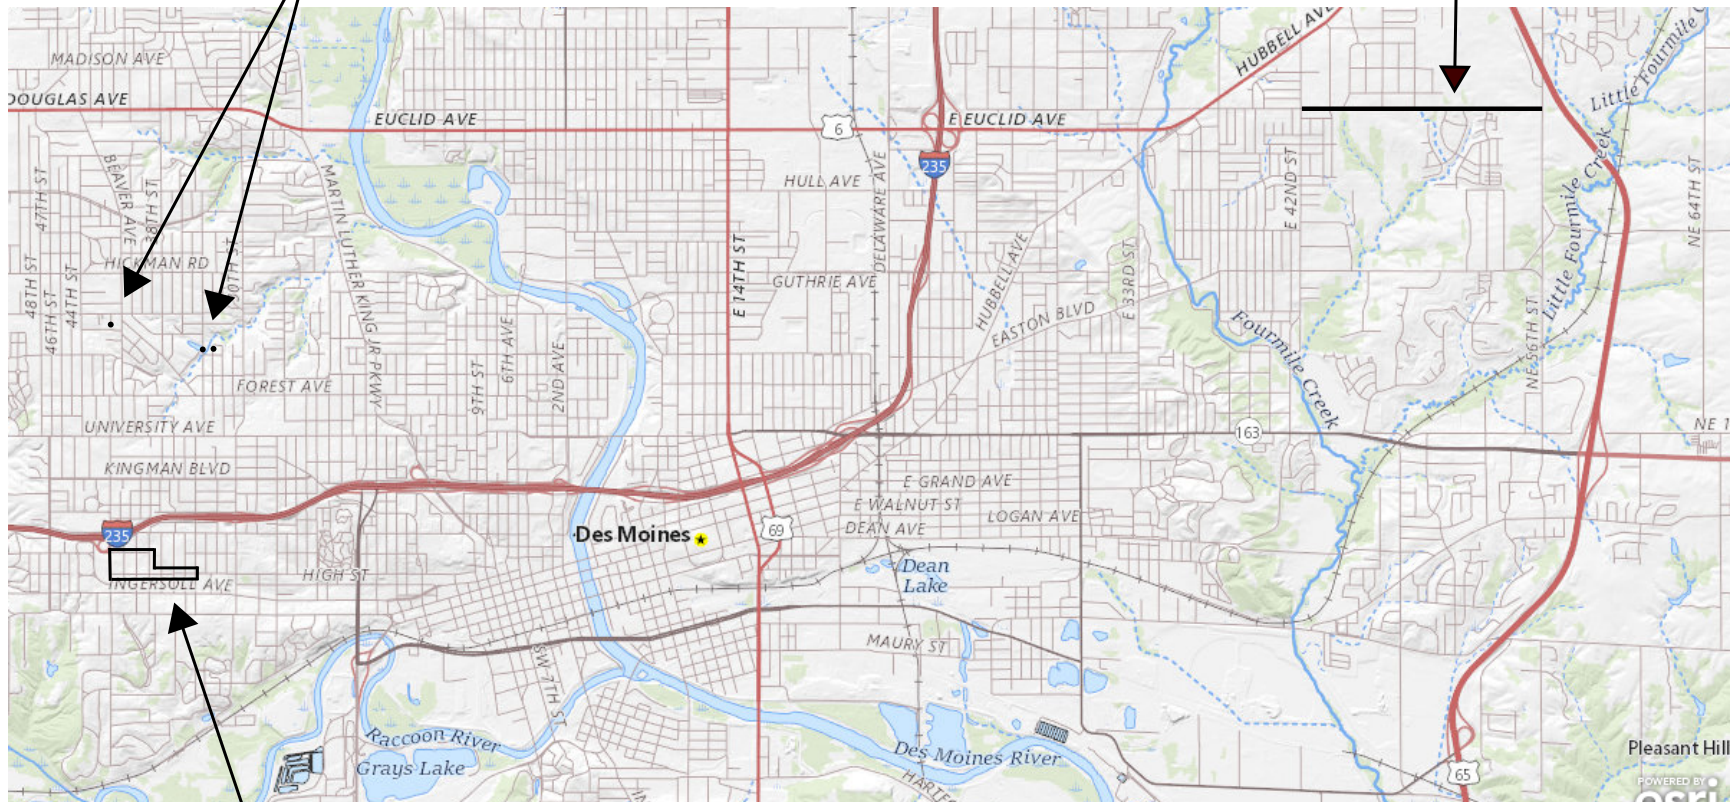 MADISON AVE
HUBBELL AVE
Little Fourmile C
DOUGLAS AVE
EUCLID AVE
6
E EUCLID AVE
235
47TH ST
BEAVER AVE
38TH ST
MARTIN LUTHER KING JR PKWY
HULL AVE
DELAWARE AVE
E 42ND ST
Little Fourmile Creek
NE 64TH ST
HICKMAN RD
30TH ST
48TH ST
46TH ST
44TH ST
E 14TH ST
GUTHRIE AVE
HUBBELL AVE
E 33RD ST
EASTON BLVD
Fourmile Creek
NE 56TH ST
FOREST AVE
9TH ST
6TH AVE
2ND AVE
UNIVERSITY AVE
163
NE 1
KINGMAN BLVD
E GRAND AVE
E WALNUT ST
LOGAN AVE
DEAN AVE
235
Des Moines
69
INGERSOLL AVE
HIGH ST
Dean
Lake
MAURY ST
SW 7TH ST
Raccoon River
Grays Lake
Des Moines River
65
Pleasant Hill
POWERED BY
esri